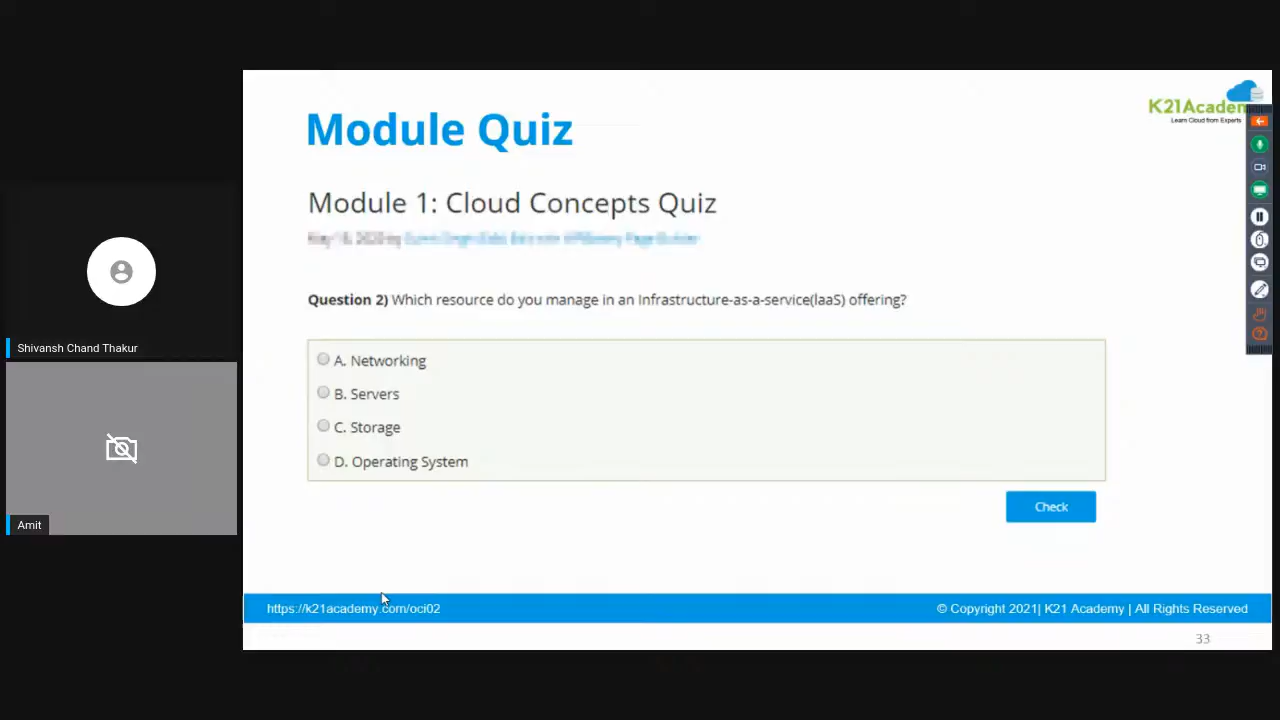 Module Quiz
K21Academ
Learn Cloud from Experts
Module 1: Cloud Concepts Quiz
Question 2) Which resource do you manage in an Infrastructure-as-a-service(IaaS) offering?
A. Networking
B. Servers
C. Storage
D. Operating System
Check
https://k21academy.com/oci02
© Copyright 2021| K21 Academy | All Rights Reserved
33
Shivansh Chand Thakur
Amit